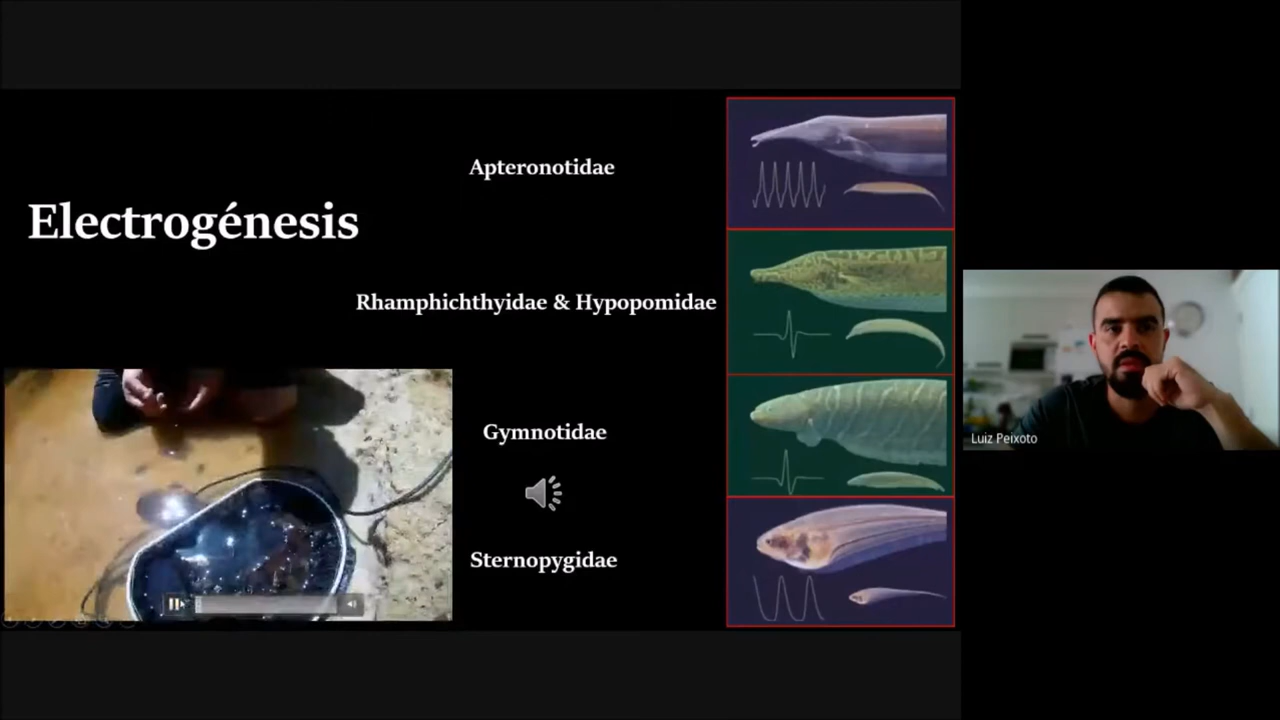 Apteronotidae
Electrogénesis
Rhamphichthyidae & Hypopomidae
Gymnotidae
Sternopygidae
Luiz Peixoto